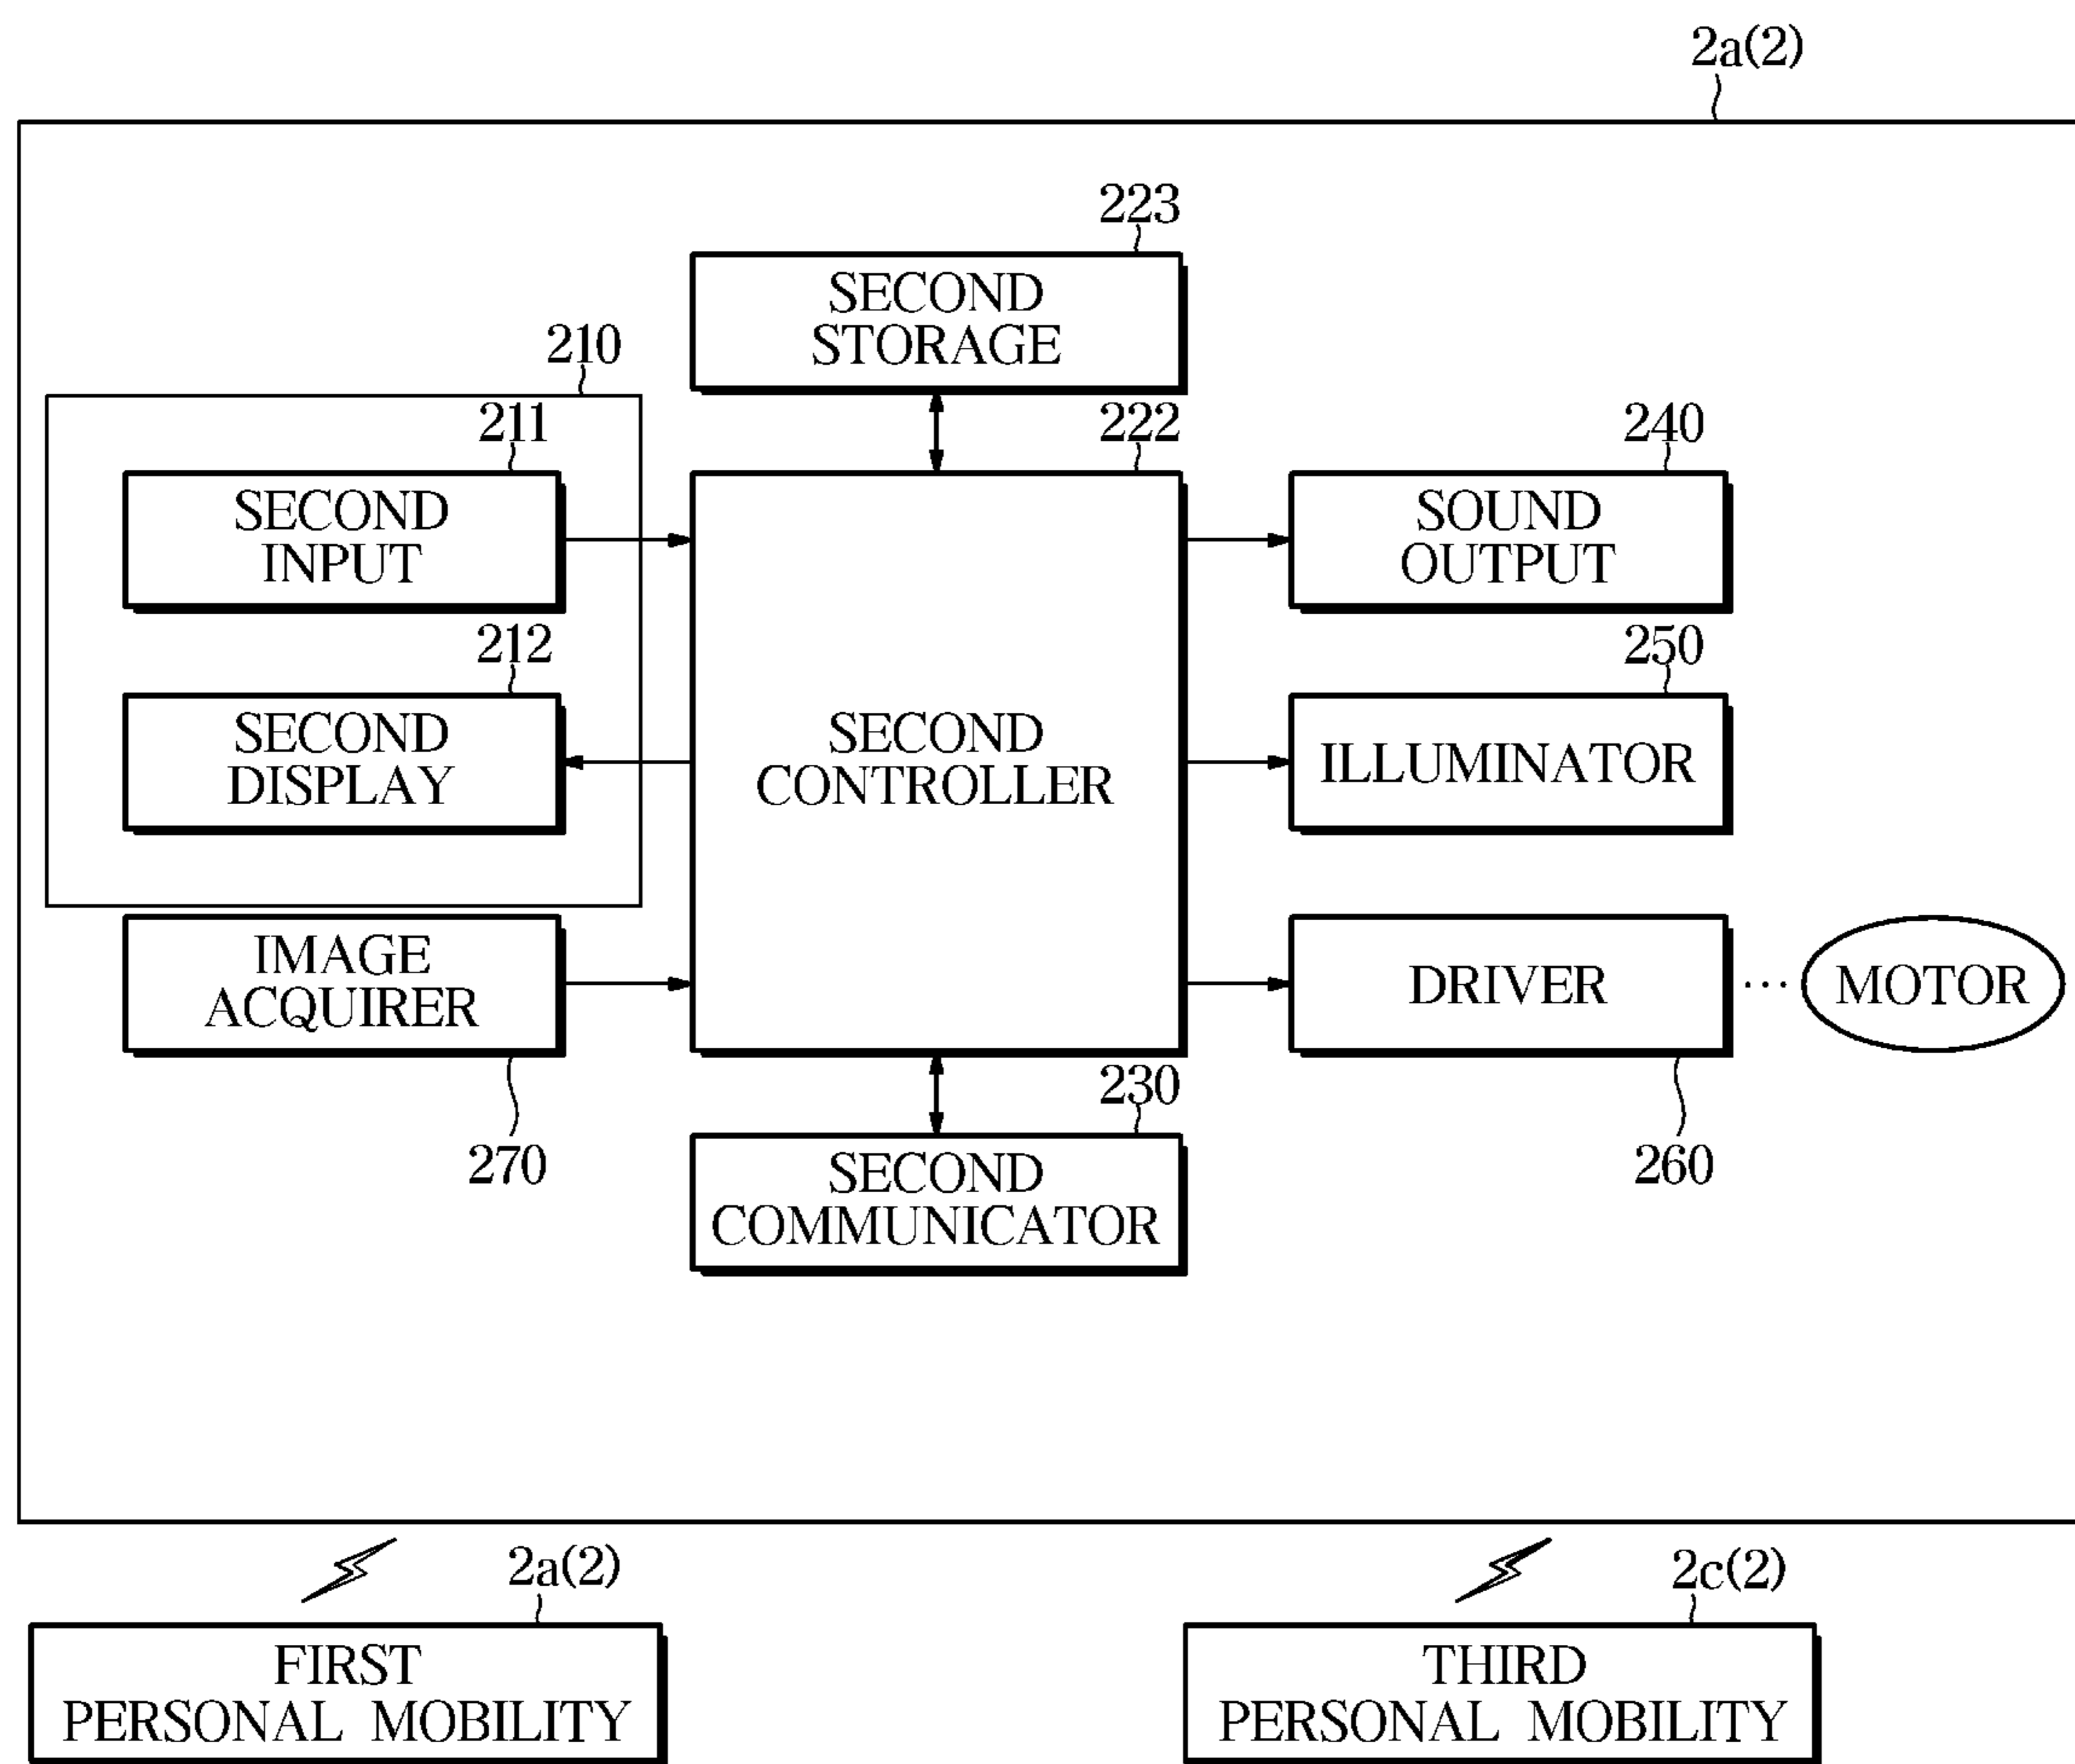 2a(2)
223
SECOND
STORAGE
210
211
222
240
SECOND
INPUT
SOUND
OUTPUT
212
250
SECOND
DISPLAY
SECOND
CONTROLLER
ILLUMINATOR
IMAGE
ACQUIRER
DRIVER
...
MOTOR
230
270
260
SECOND
COMMUNICATOR
2a(2)
2c(2)
FIRST
PERSONAL MOBILITY
THIRD
PERSONAL MOBILITY